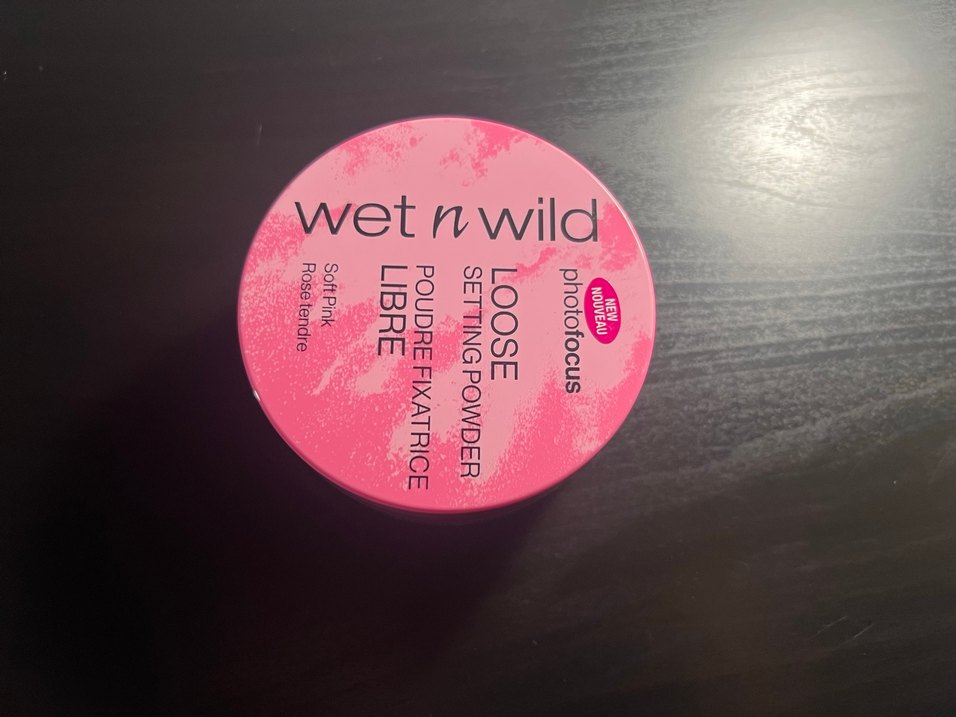 wet n wild
NEW
NOUVEAU
photofocus
LOOSE
SETTING POWDER
POUDRE FIXATRICE
LIBRE
Soft Pink
Rose tendre